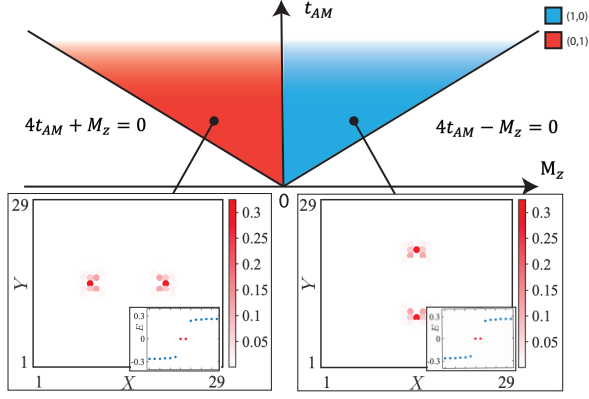 t_AM
(1,0)
(0,1)
4t_AM + M_z = 0
4t_AM − M_z = 0
M_z
0
29
Y
1
1
X
29
0.3
0.25
0.2
0.15
0.1
0.05
E
0.3
0
-0.3
29
Y
1
1
X
29
0.3
0.25
0.2
0.15
0.1
0.05
E
0.3
0
-0.3